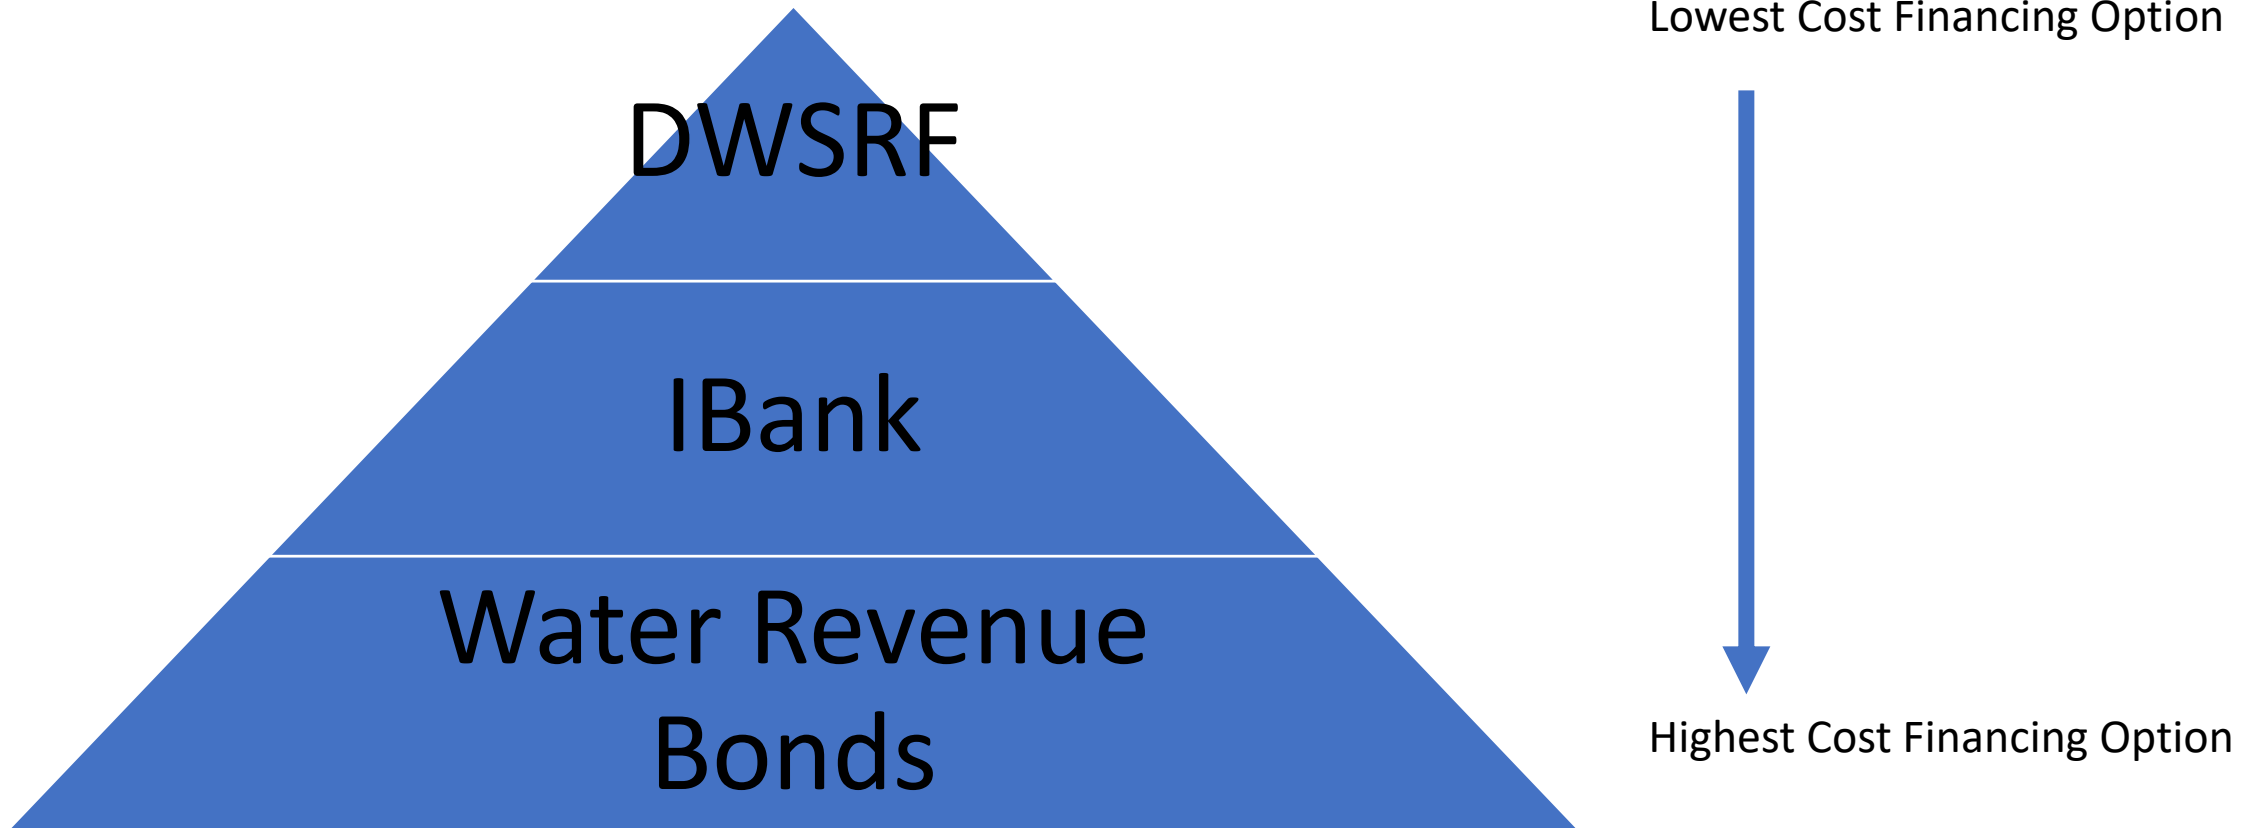 Lowest Cost Financing Option
DWSRF
IBank
Water Revenue
Bonds
Highest Cost Financing Option